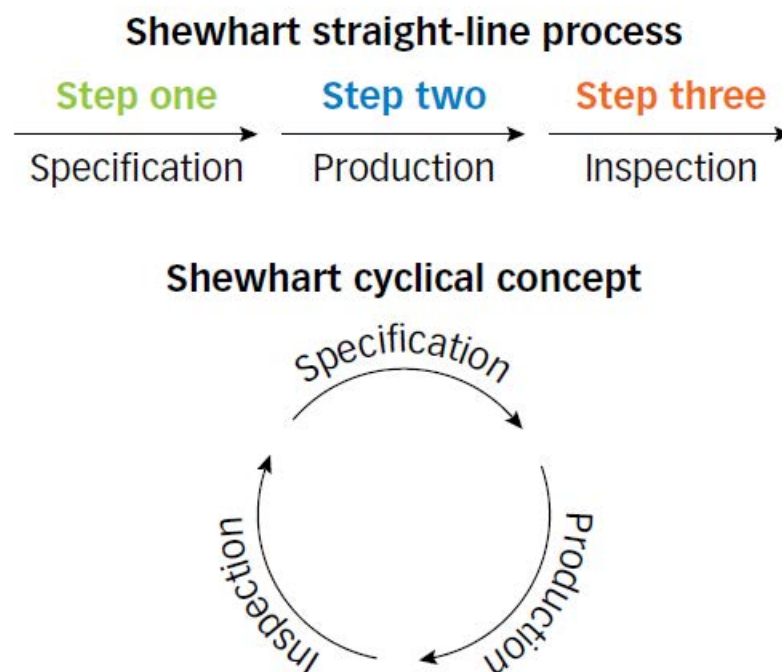 Shewhart straight-line process
Step one Step two Step three
Specification Production Inspection
Shewhart cyclical concept
Specification
Production
Inspection